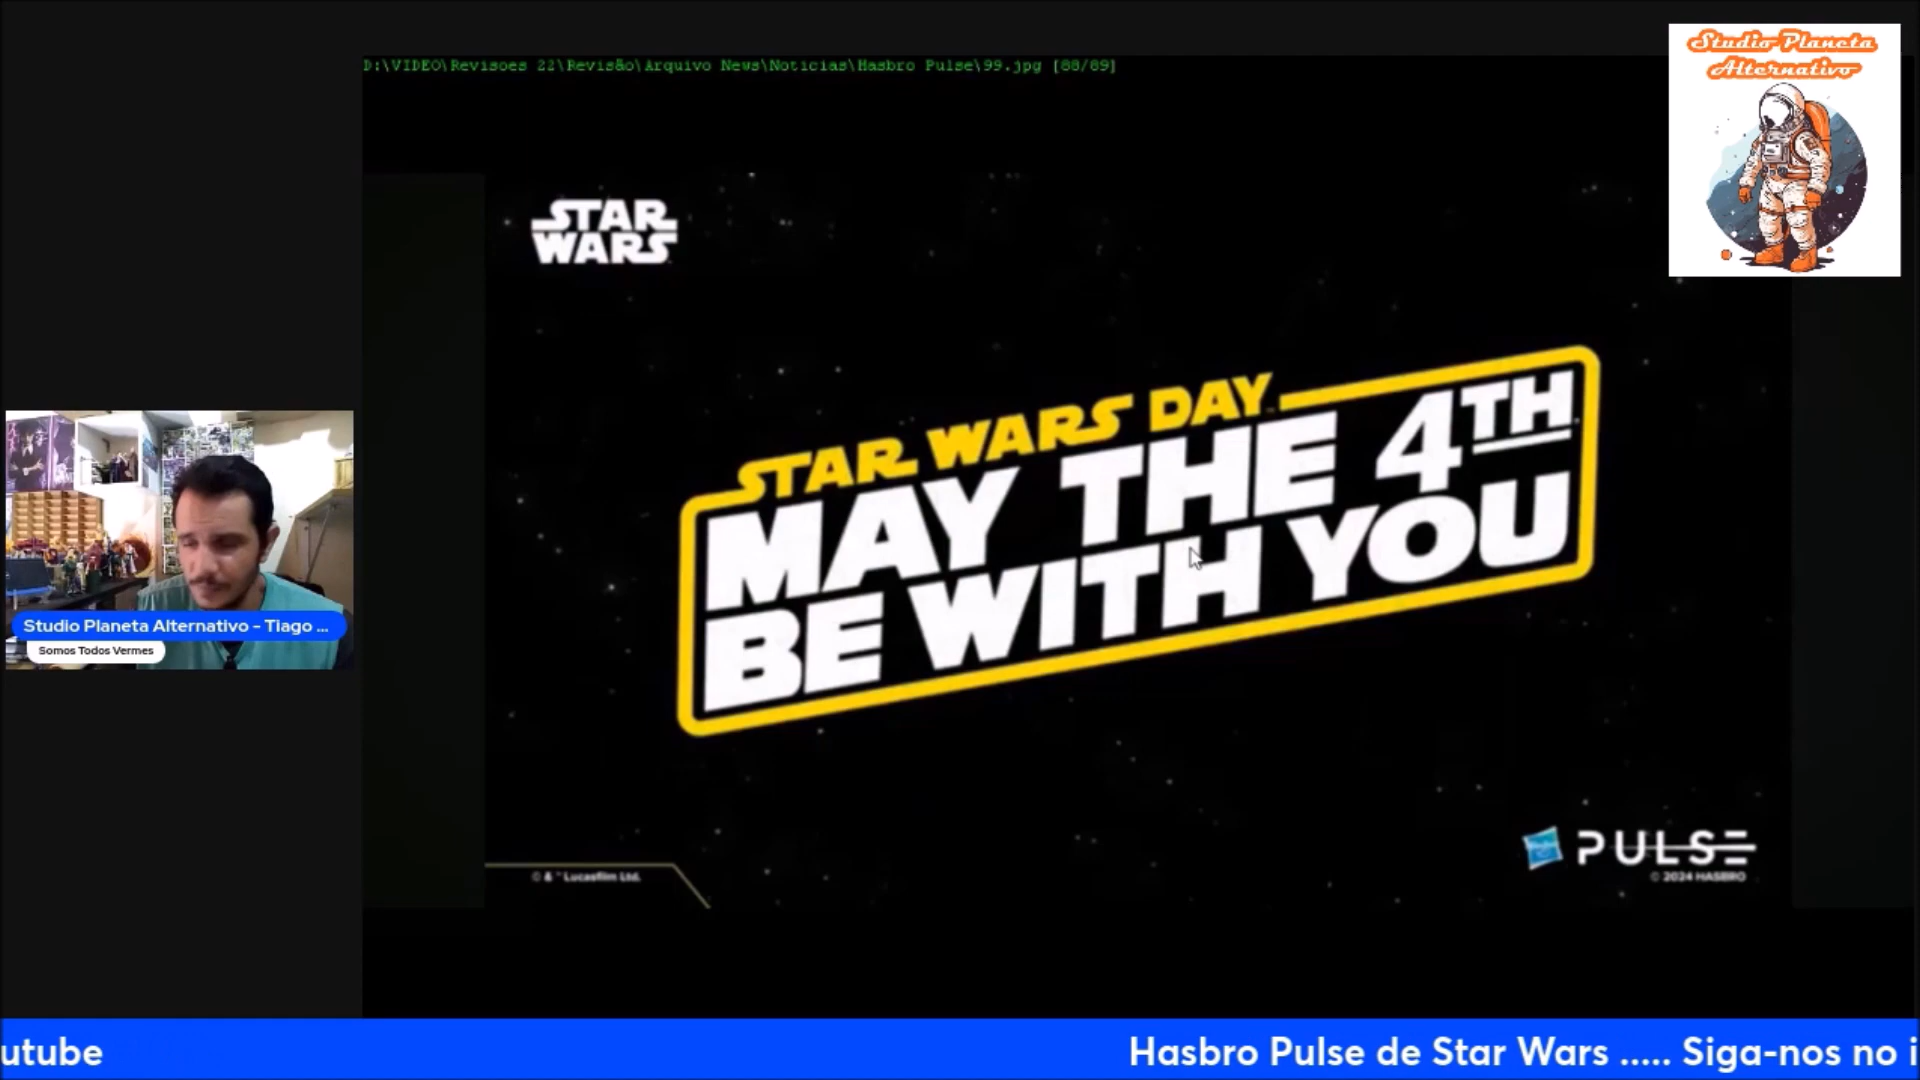 D:\VIDEO\Revisoes 22\Revisão\Arquivo News\Noticias\Hasbro Pulse\99.jpg [88/89]
Studio Planeta
Alternativo
STAR
WARS
STAR WARS DAY
MAY THE 4TH
BE WITH YOU
Studio Planeta Alternativo - Tiago ...
Somos Todos Vermes
PULSE
© 2024 HASBRO
© & ™ Lucasfilm Ltd.
utube
Hasbro Pulse de Star Wars ..... Siga-nos no i